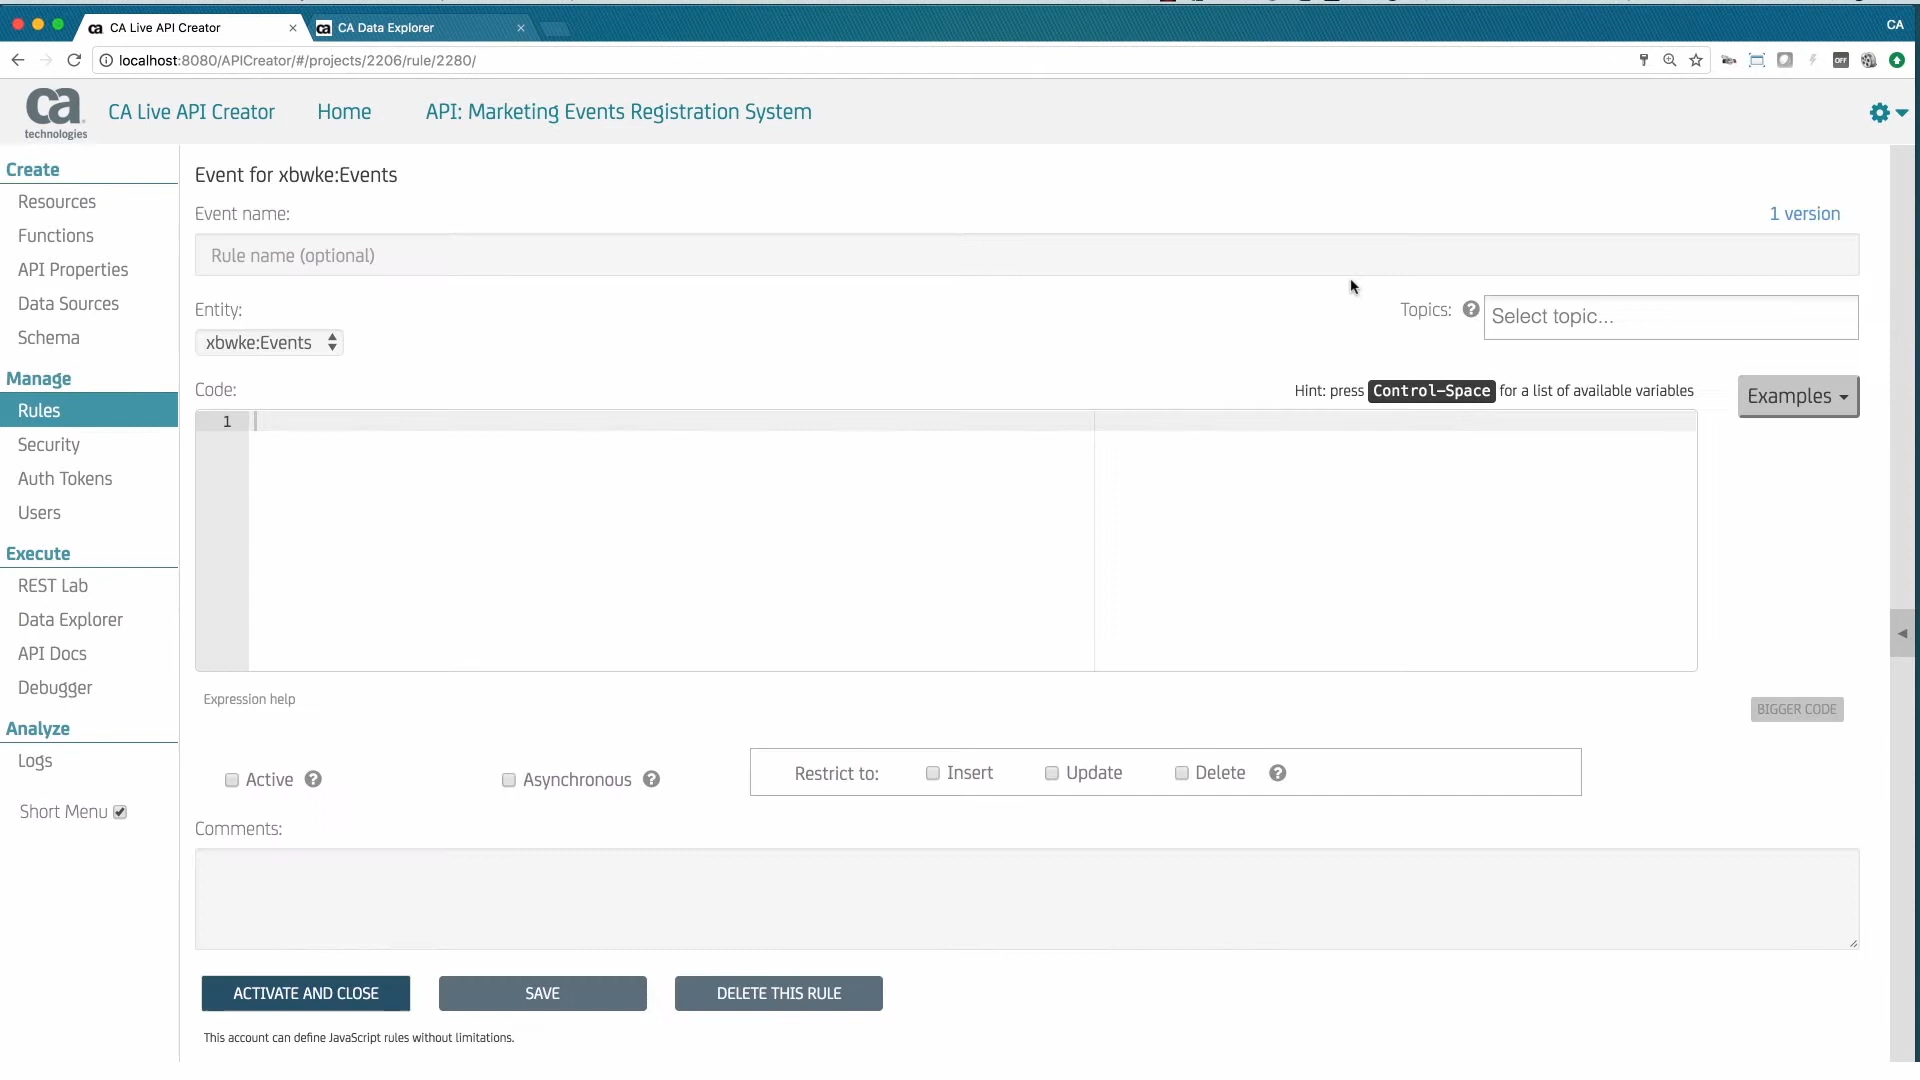 CA Live API Creator
CA Data Explorer
CA
localhost:8080/APICreator/#/projects/2206/rule/2280/
OFF
ca
technologies
CA Live API Creator
Home
API: Marketing Events Registration System
Create
Resources
Functions
API Properties
Data Sources
Schema
Manage
Rules
Security
Auth Tokens
Users
Execute
REST Lab
Data Explorer
API Docs
Debugger
Analyze
Logs
Short Menu
Event for xbwke:Events
Event name:
1 version
Rule name (optional)
Entity:
Topics: ?
Select topic...
xbwke:Events
Code:
Hint: press Control-Space for a list of available variables
Examples
1
Expression help
BIGGER CODE
Active ?
Asynchronous ?
Restrict to:
Insert
Update
Delete ?
Comments:
ACTIVATE AND CLOSE
SAVE
DELETE THIS RULE
This account can define JavaScript rules without limitations.